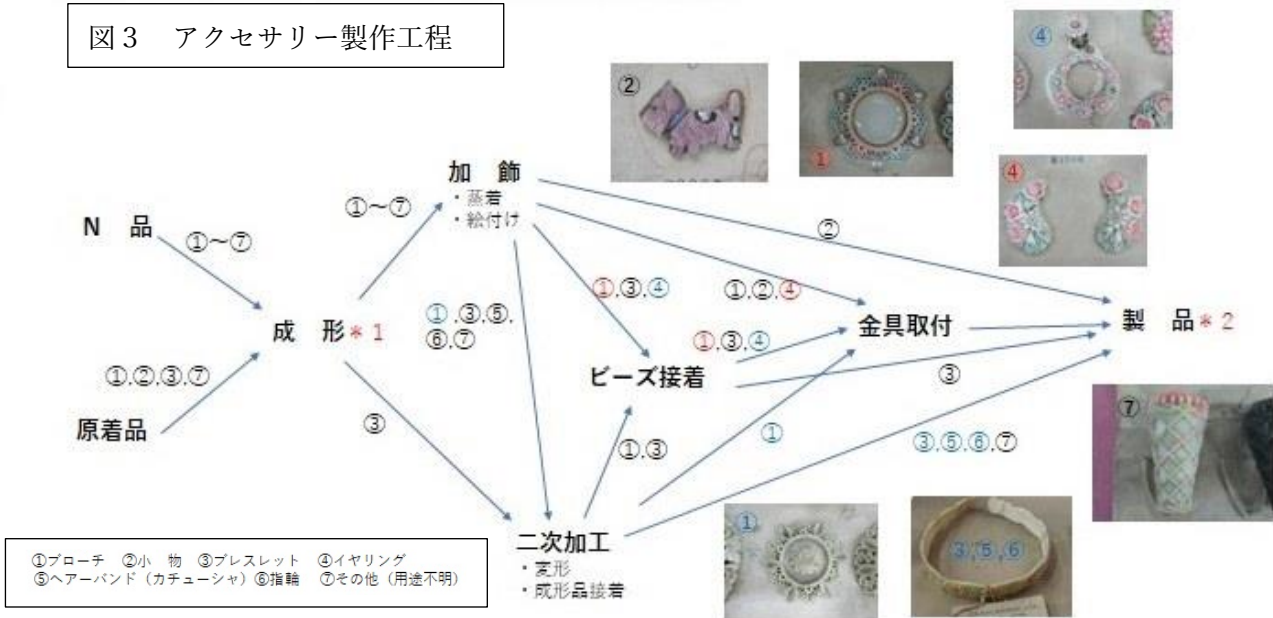 図3 アクセサリー製作工程
②
①
④
④
加 飾
・蒸着
・絵付け
N 品
①~⑦
①~⑦
②
①,③,④
①,②,④
①,③,⑤,
⑥,⑦
成 形*1
金具取付
製 品*2
①,③,④
ビーズ接着
③
①,②,③,⑦
原着品
③
①,③
①
③,⑤,⑥,⑦
⑦
二次加工
・変形
・成形品接着
①
③,⑤,⑥
①ブローチ ②小 物 ③ブレスレット ④イヤリング
⑤ヘアーバンド(カチューシャ)⑥指輪 ⑦その他(用途不明)